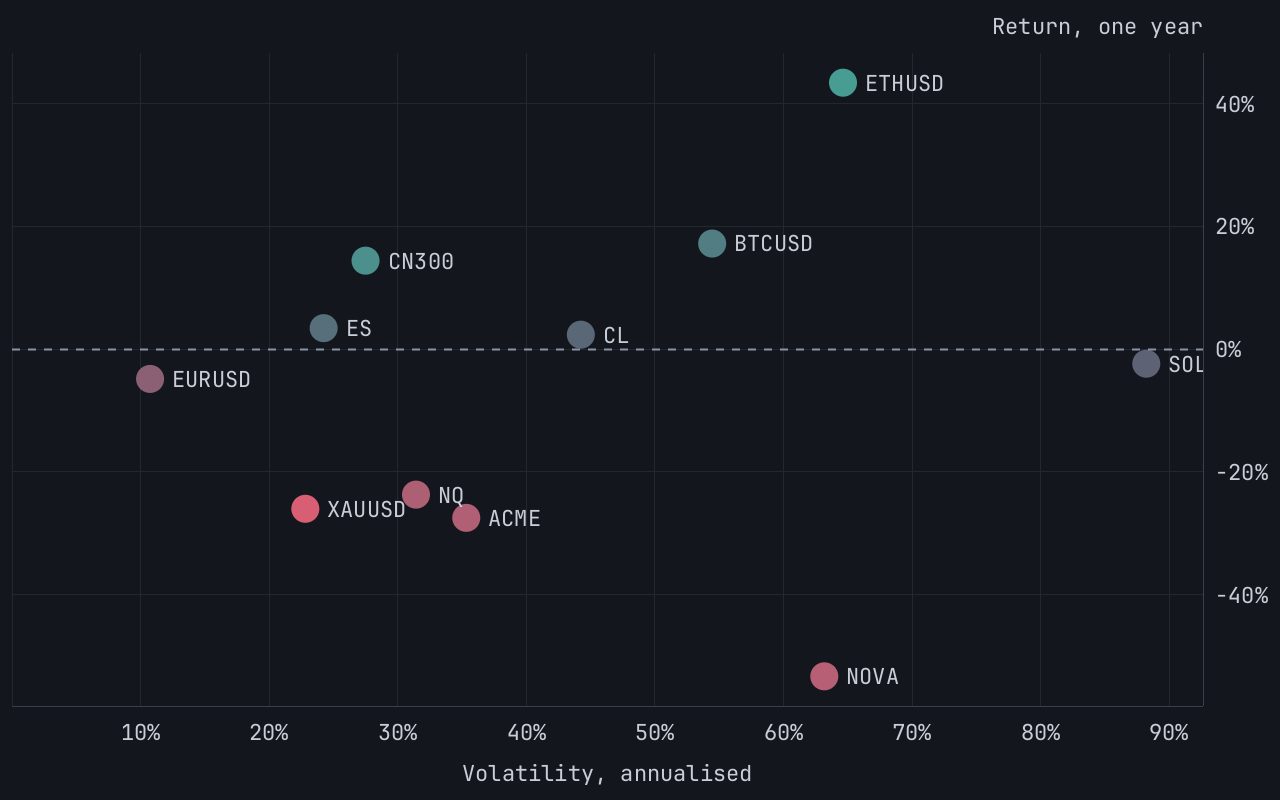 Return, one year
ETHUSD
40%
20%
BTCUSD
CN300
ES
CL
0%
SOL
EURUSD
-20%
NQ
XAUUSD
ACME
-40%
NOVA
10% 20% 30% 40% 50% 60% 70% 80% 90%
Volatility, annualised